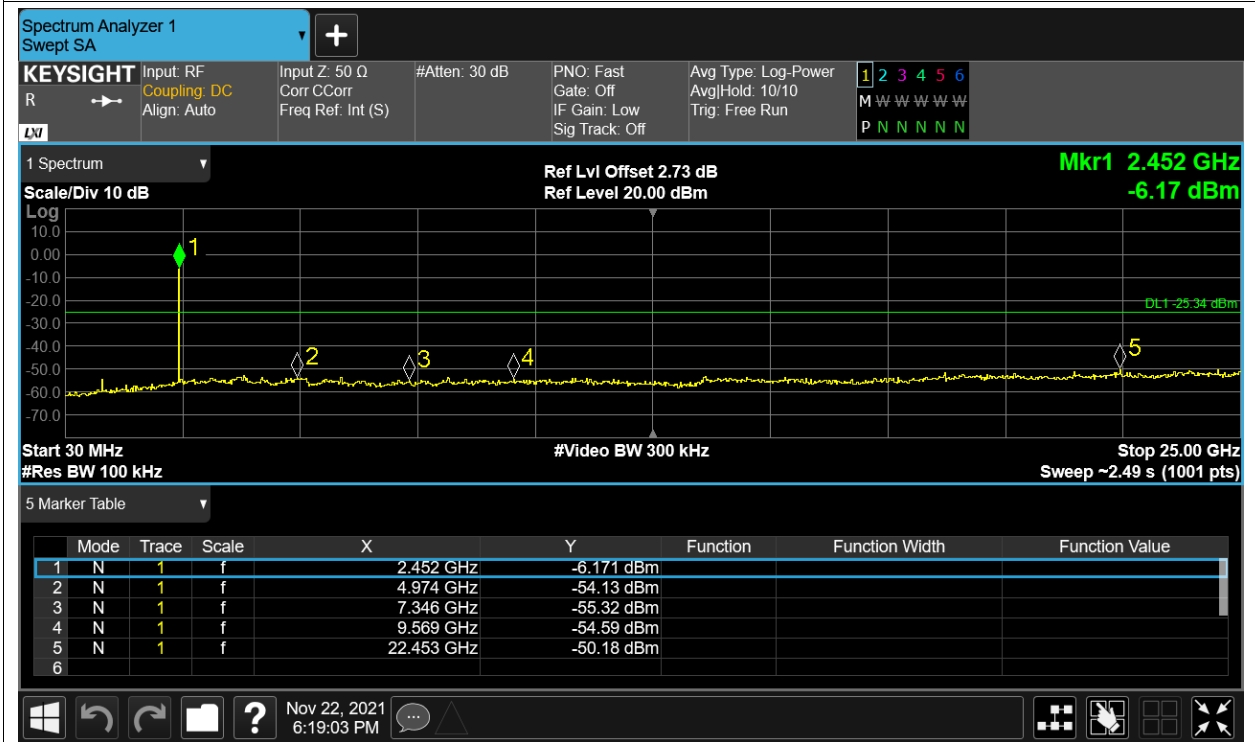 Spectrum Analyzer 1
Swept SA
KEYSIGHT
R
LXI
Input: RF
Coupling: DC
Align: Auto
Input Z: 50 Ω
Corr CCorr
Freq Ref: Int (S)
#Atten: 30 dB
PNO: Fast
Gate: Off
IF Gain: Low
Sig Track: Off
Avg Type: Log-Power
Avg|Hold: 10/10
Trig: Free Run
1 2 3 4 5 6
M W W W W W
P N N N N N
1 Spectrum
Scale/Div 10 dB
Ref Lvl Offset 2.73 dB
Ref Level 20.00 dBm
Mkr1 2.452 GHz
-6.17 dBm
Log
10.0
0.00
-10.0
-20.0
-30.0
-40.0
-50.0
-60.0
-70.0
1
2
3
4
5
DL1 -25.34 dBm
Start 30 MHz
#Res BW 100 kHz
#Video BW 300 kHz
Stop 25.00 GHz
Sweep ~2.49 s (1001 pts)
5 Marker Table
Mode Trace Scale X Y Function Function Width Function Value
1 N 1 f 2.452 GHz -6.171 dBm
2 N 1 f 4.974 GHz -54.13 dBm
3 N 1 f 7.346 GHz -55.32 dBm
4 N 1 f 9.569 GHz -54.59 dBm
5 N 1 f 22.453 GHz -50.18 dBm
6
?
Nov 22, 2021
6:19:03 PM